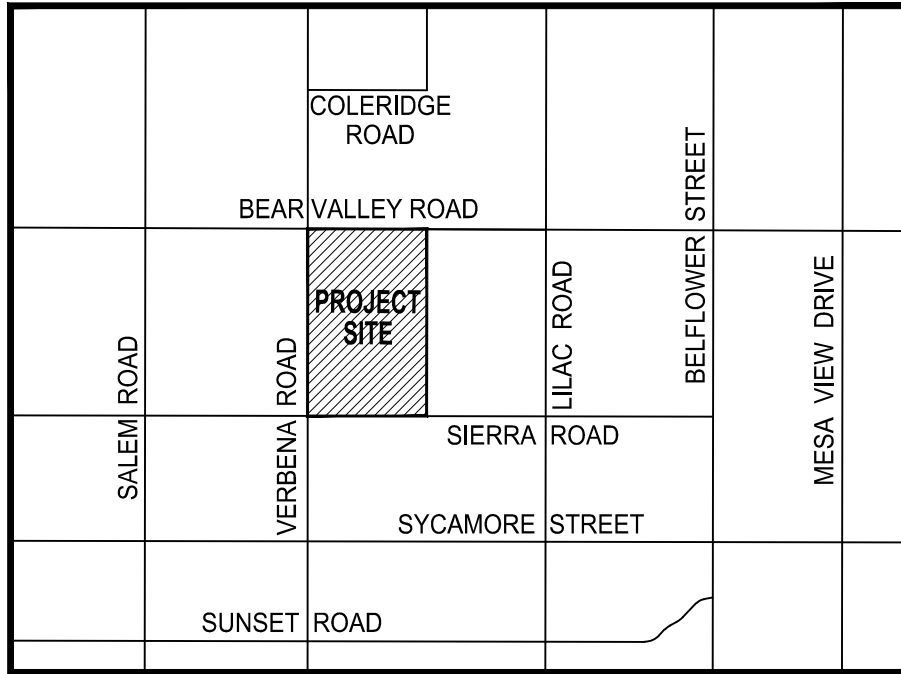 COLERIDGE
ROAD
BEAR VALLEY ROAD
PROJECT
SITE
SALEM ROAD
VERBENA ROAD
LILAC ROAD
BELFLOWER STREET
MESA VIEW DRIVE
SIERRA ROAD
SYCAMORE STREET
SUNSET ROAD